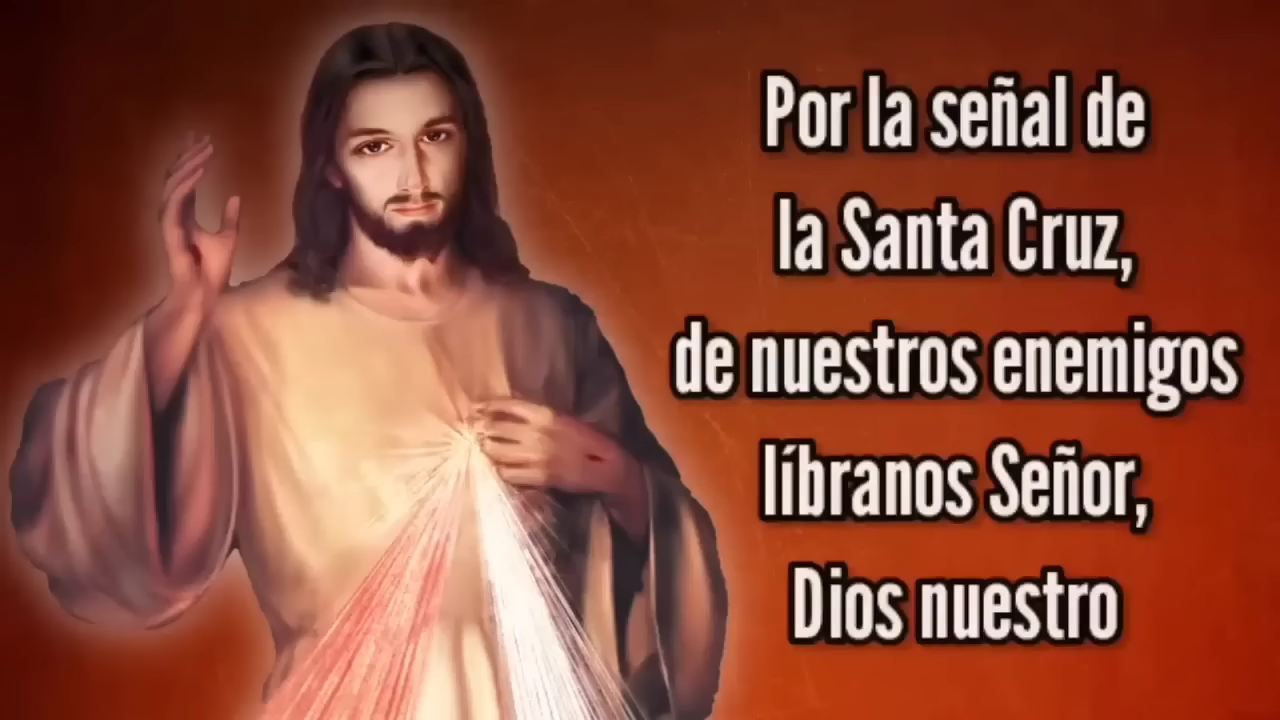 Por la señal de
la Santa Cruz,
de nuestros enemigos
líbranos Señor,
Dios nuestro